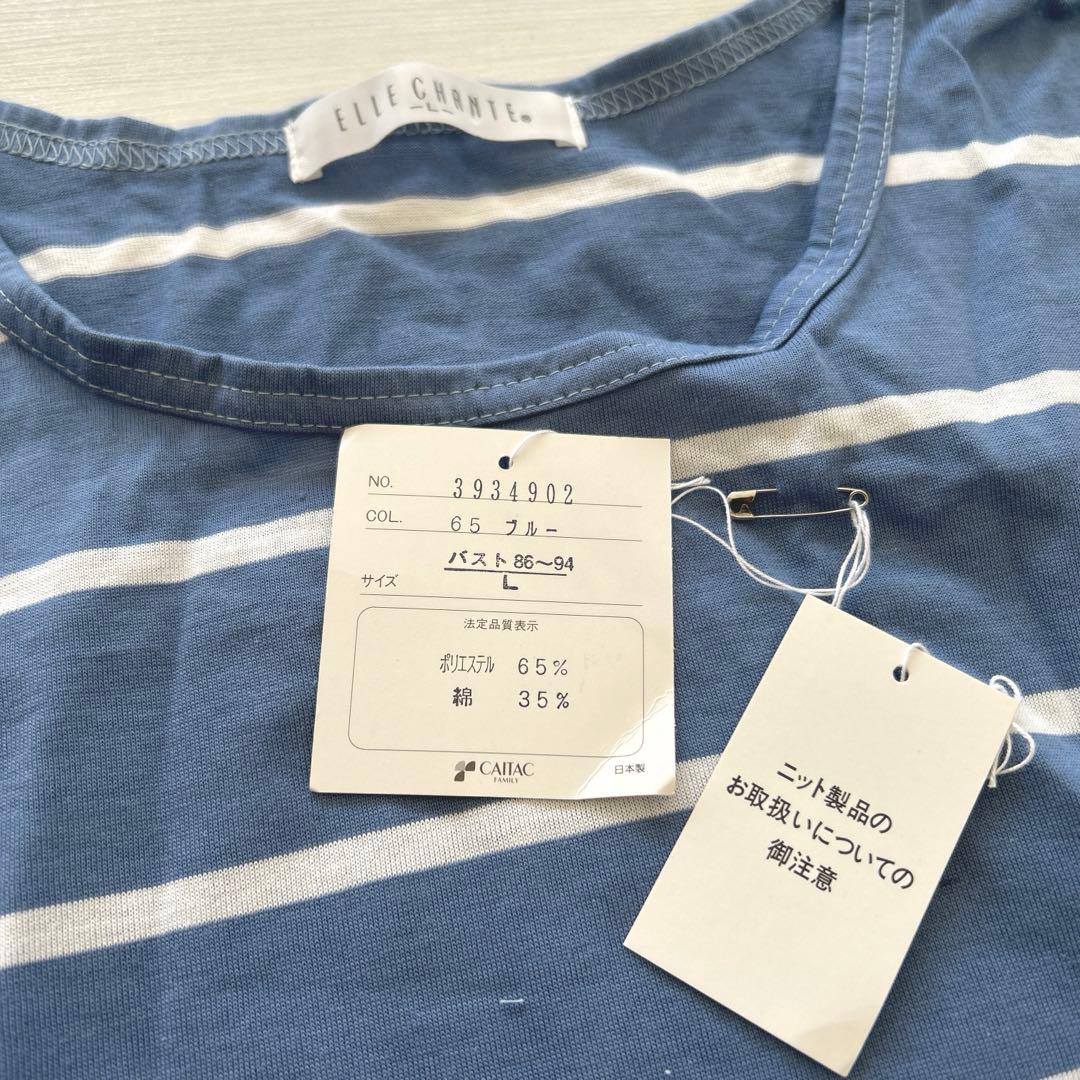 ELLE CHANTE
L
NO. 3934902
COL. 65 ブルー
バスト86〜94
サイズ L
法定品質表示
ポリエステル 65%
綿 35%
CAITAC
FAMILY
日本製
ニット製品の
お取扱いについての
御注意